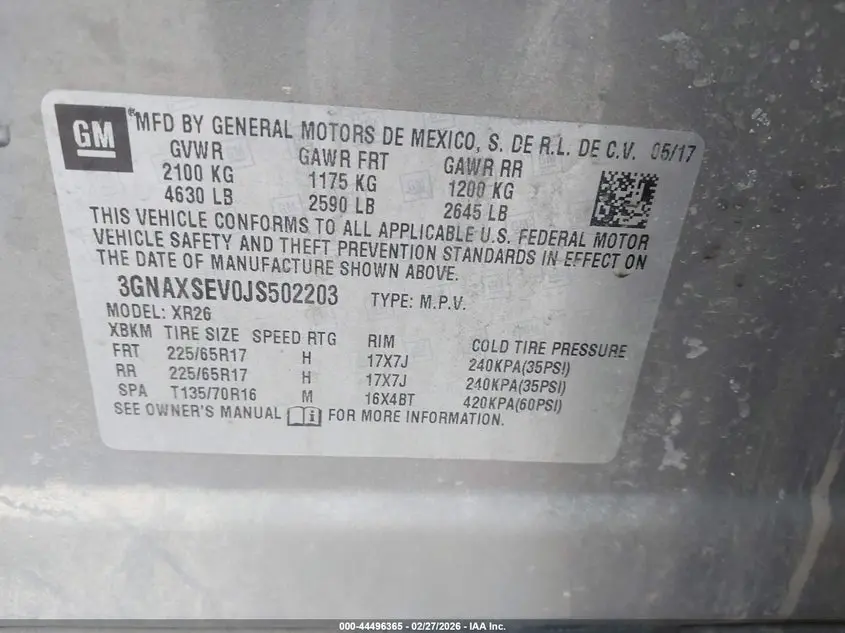 GM
MFD BY GENERAL MOTORS DE MEXICO, S. DE R.L. DE C.V. 05/17
GVWR GAWR FRT GAWR RR
2100 KG 1175 KG 1200 KG
4630 LB 2590 LB 2645 LB
THIS VEHICLE CONFORMS TO ALL APPLICABLE U.S. FEDERAL MOTOR
VEHICLE SAFETY AND THEFT PREVENTION STANDARDS IN EFFECT ON
THE DATE OF MANUFACTURE SHOWN ABOVE.
3GNAXSEV0JS502203 TYPE: M.P.V.
MODEL: XR26
XBKM TIRE SIZE SPEED RTG RIM COLD TIRE PRESSURE
FRT 225/65R17 H 17X7J 240KPA(35PSI)
RR 225/65R17 H 17X7J 240KPA(35PSI)
SPA T135/70R16 M 16X4BT 420KPA(60PSI)
SEE OWNER'S MANUAL i FOR MORE INFORMATION.
000-44496365 | 02/27/2026 | IAA Inc.